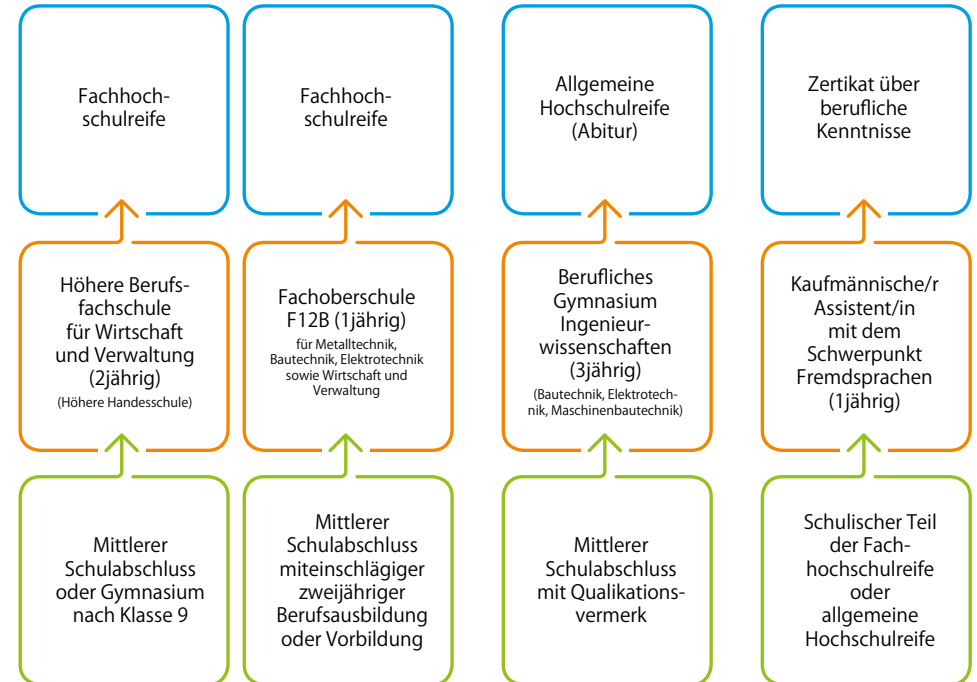 Fachhoch-
schulreife
Fachhoch-
schulreife
Allgemeine
Hochschulreife
(Abitur)
Zertikat über
berufliche
Kenntnisse
Höhere Berufs-
fachschule
für Wirtschaft
und Verwaltung
(2jährig)
(Höhere Handesschule)
Fachoberschule
F12B (1jährig)
für Metalltechnik,
Bautechnik, Elektrotechnik
sowie Wirtschaft und
Verwaltung
Berufliches
Gymnasium
Ingenieur-
wissenschaften
(3jährig)
(Bautechnik, Elektrotech-
nik, Maschinenbautechnik)
Kaufmännische/r
Assistent/in
mit dem
Schwerpunkt
Fremdsprachen
(1jährig)
Mittlerer
Schulabschluss
oder Gymnasium
nach Klasse 9
Mittlerer
Schulabschluss
miteinschlägiger
zweijähriger
Berufsausbildung
oder Vorbildung
Mittlerer
Schulabschluss
mit Qualikations-
vermerk
Schulischer Teil
der Fach-
hochschulreife
oder
allgemeine
Hochschulreife